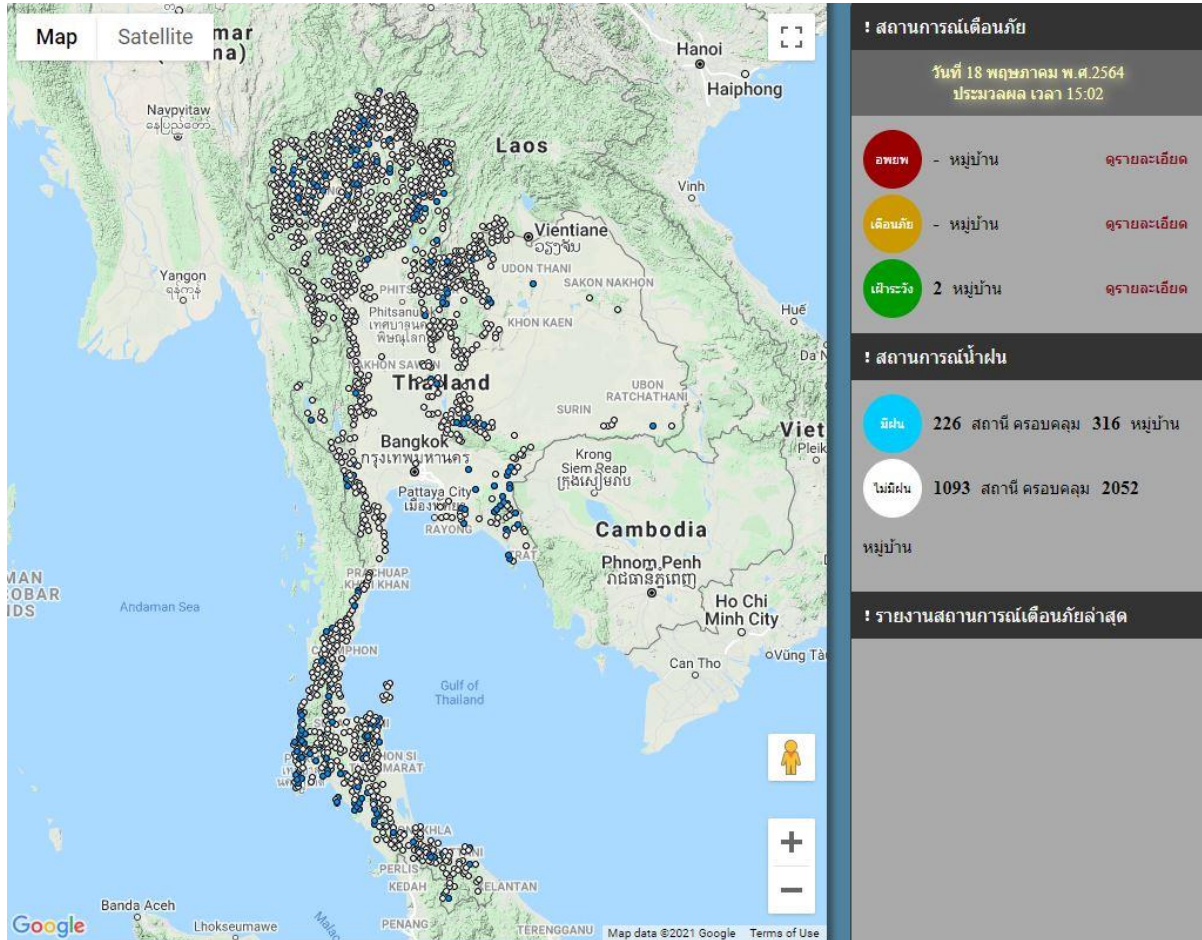 Map
Satellite
Hanoi
Haiphong
Navpyitaw
နေပြည်တော်
Laos
Vinh
Vientiane
ວຽງຈັນ
UDON THANI
SAKON NAKHON
Yangon
ရန်ကုန်
Phitsanulok
พิษณุโลก
KHON KAEN
Huế
Da N
Thailand
UBON
RATCHATHANI
SURIN
Viet
Pleik
Bangkok
กรุงเทพมหานคร
Krong
Siem Reap
ក្រុងសៀមរាប
Pattaya City
RAYONG
Cambodia
TRAT
Phnom Penh
រាជធានីភ្នំពេញ
PRACHUAP
KHIRI KHAN
MAN
OBAR
NDS
Andaman Sea
Ho Chi
Minh City
Vũng Tàu
Can Tho
Gulf of
Thailand
PERLIS
KEDAH
KELANTAN
Banda Aceh
Lhokseumawe
PENANG
TERENGGANU
Google
Map data ©2021 Google
Terms of Use
! สถานการณ์เตือนภัย
วันที่ 18 พฤษภาคม พ.ศ.2564
ประมวลผล เวลา 15:02
อพยพ - หมู่บ้าน ดูรายละเอียด
เตือนภัย - หมู่บ้าน ดูรายละเอียด
เฝ้าระวัง 2 หมู่บ้าน ดูรายละเอียด
! สถานการณ์น้ำฝน
มีฝน 226 สถานี ครอบคลุม 316 หมู่บ้าน
ไม่มีฝน 1093 สถานี ครอบคลุม 2052
หมู่บ้าน
! รายงานสถานการณ์เตือนภัยล่าสุด